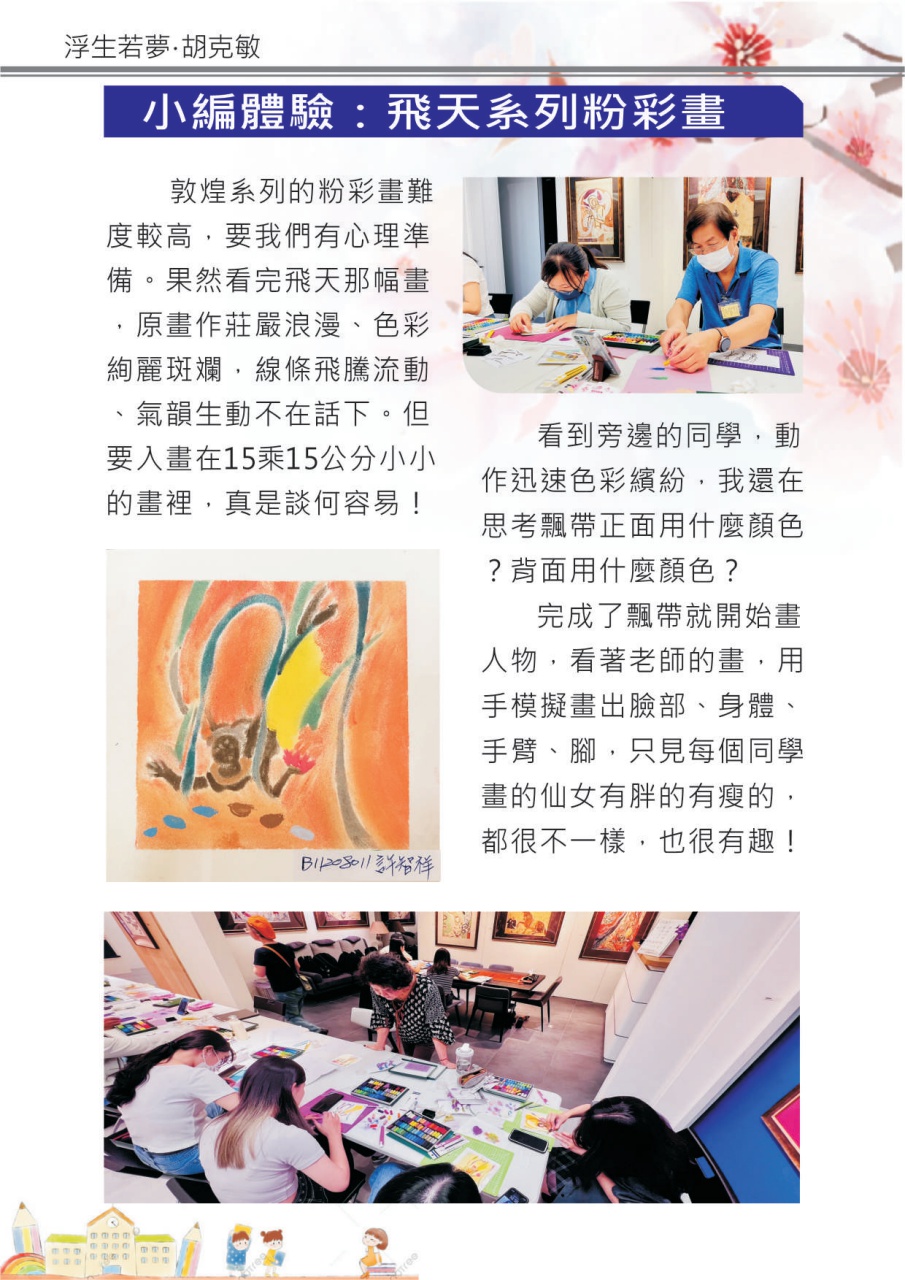 浮生若夢·胡克敏
小編體驗：飛天系列粉彩畫
敦煌系列的粉彩畫難
度較高，要我們有心理準
備。果然看完飛天那幅畫
，原畫作莊嚴浪漫、色彩
絢麗斑斕，線條飛騰流動
、氣韻生動不在話下。但
要入畫在15乘15公分小小
的畫裡，真是談何容易！
B11208011 許智祥
看到旁邊的同學，動
作迅速色彩繽紛，我還在
思考飄帶正面用什麼顏色
？背面用什麼顏色？
完成了飄帶就開始畫
人物，看著老師的畫，用
手模擬畫出臉部、身體、
手臂、腳，只見每個同學
畫的仙女有胖的有瘦的，
都很不一樣，也很有趣！